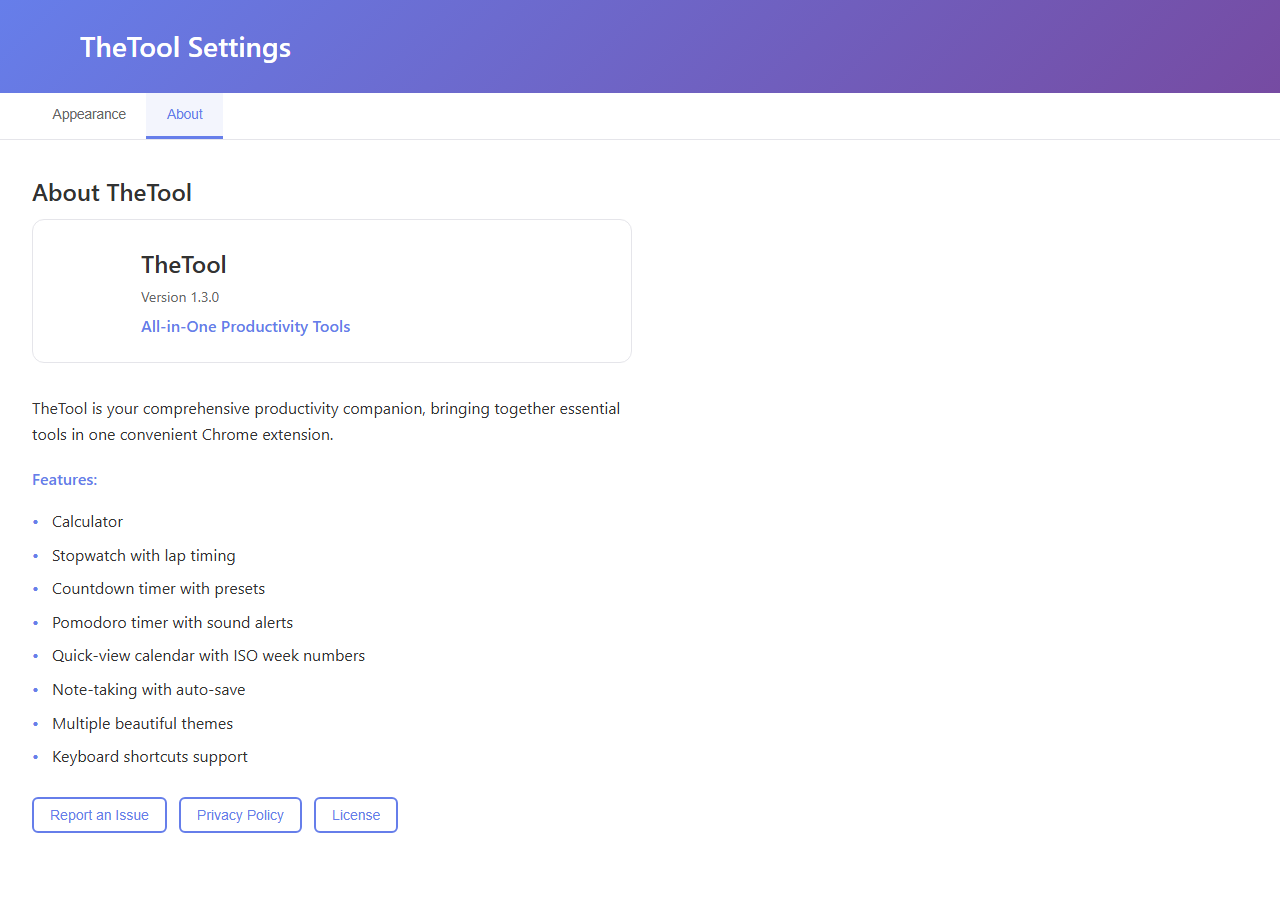 TheTool Settings
Appearance
About
About TheTool
TheTool
Version 1.3.0
All-in-One Productivity Tools
TheTool is your comprehensive productivity companion, bringing together essential
tools in one convenient Chrome extension.
Features:
• Calculator
• Stopwatch with lap timing
• Countdown timer with presets
• Pomodoro timer with sound alerts
• Quick-view calendar with ISO week numbers
• Note-taking with auto-save
• Multiple beautiful themes
• Keyboard shortcuts support
Report an Issue
Privacy Policy
License